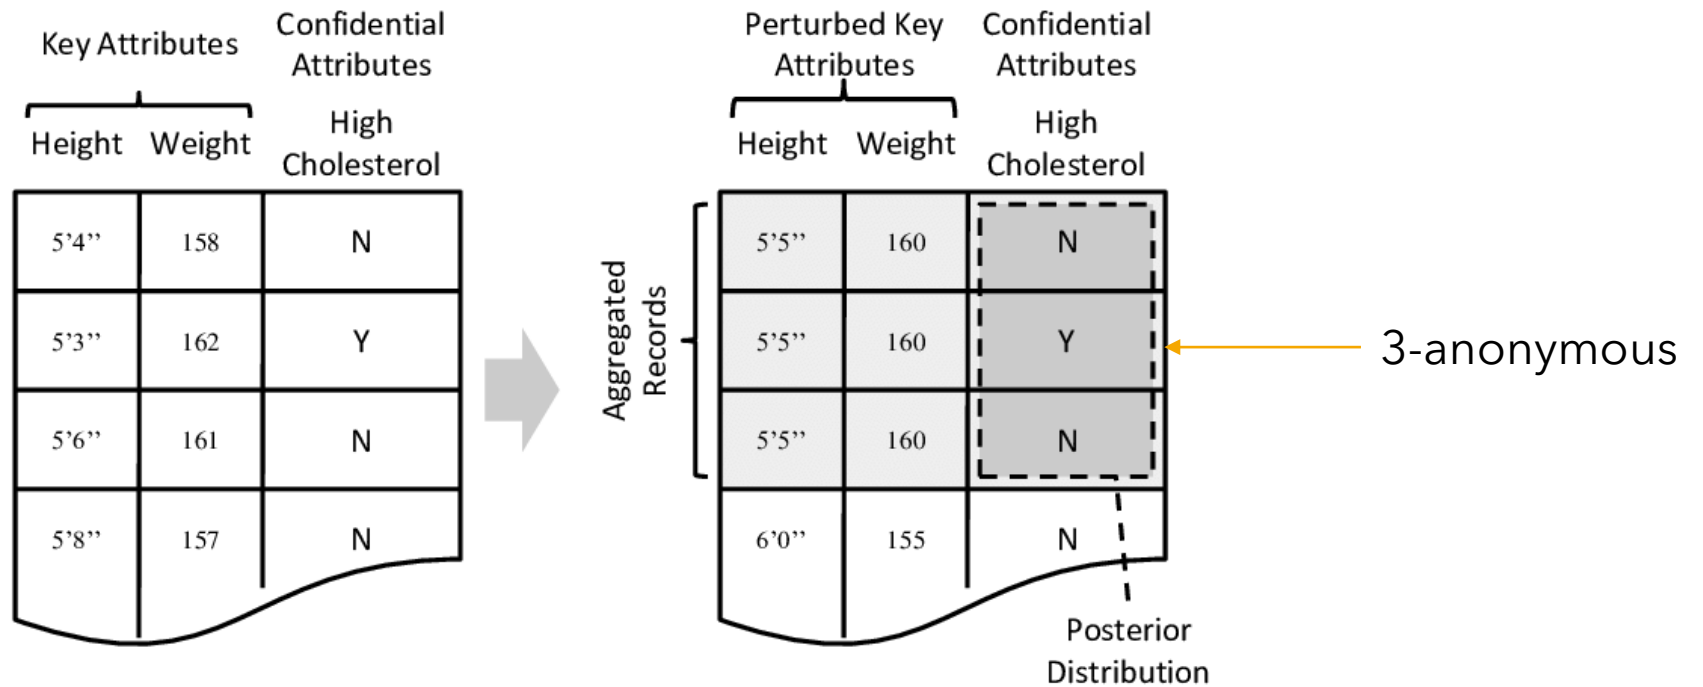 Key Attributes
Confidential
Attributes
Height
Weight
High
Cholesterol
5’4’’ 158 N
5’3’’ 162 Y
5’6’’ 161 N
5’8’’ 157 N
Perturbed Key
Attributes
Confidential
Attributes
Height
Weight
High
Cholesterol
Aggregated
Records
5’5’’ 160 N
5’5’’ 160 Y
5’5’’ 160 N
6’0’’ 155 N
3-anonymous
Posterior
Distribution